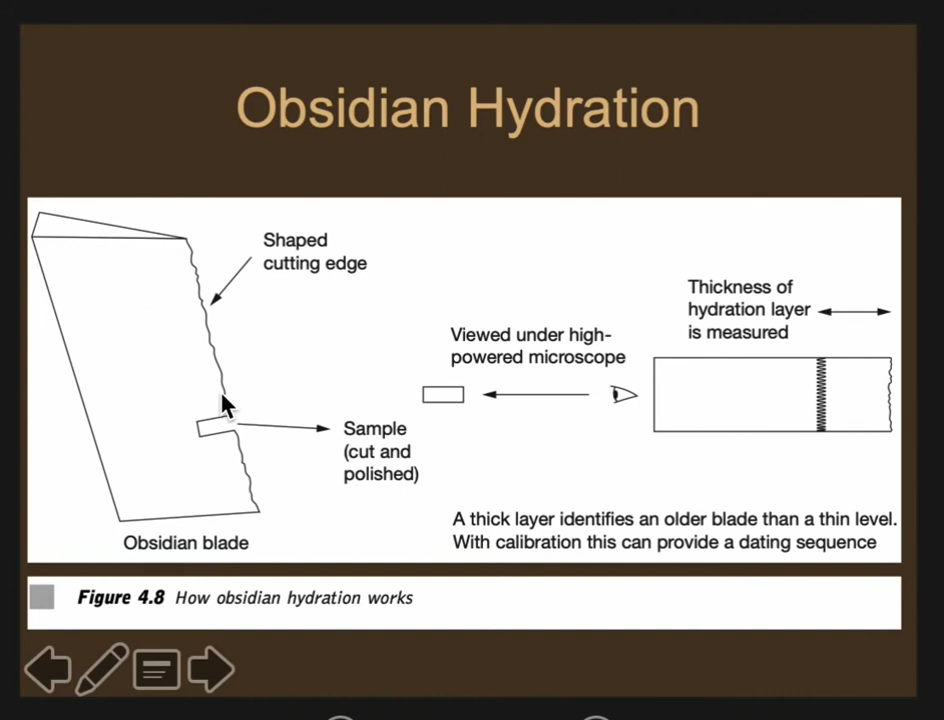 Obsidian Hydration
Shaped
cutting edge
Thickness of
hydration layer
is measured
Viewed under high-
powered microscope
Sample
(cut and
polished)
A thick layer identifies an older blade than a thin level.
With calibration this can provide a dating sequence
Obsidian blade
Figure 4.8 How obsidian hydration works